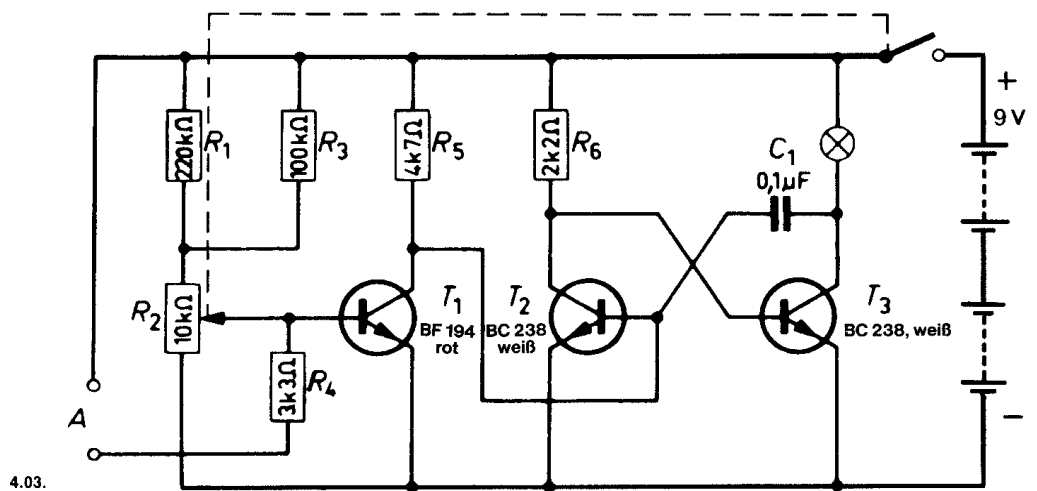 220kΩ
R1
100kΩ
R3
4k7Ω
R5
2k2Ω
R6
C1
0,1µF
+
9 V
R2
10kΩ
T1
BF 194
rot
T2
BC 238
weiß
T3
BC 238, weiß
3k3Ω
R4
A
−
4.03.